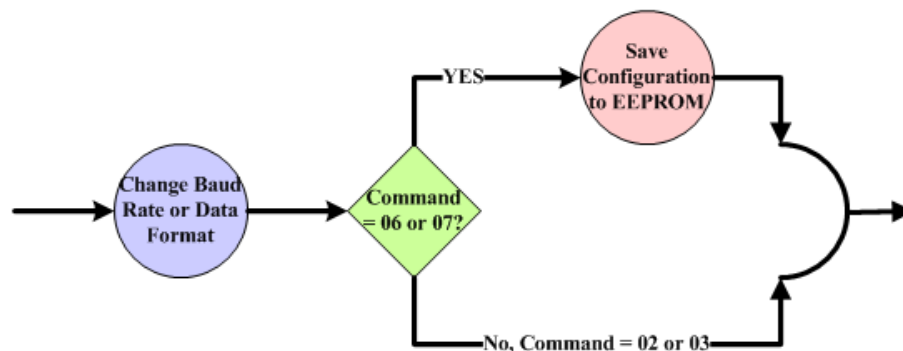 Save
Configuration
to EEPROM
YES
Change Baud
Rate or Data
Format
Command
= 06 or 07?
No, Command = 02 or 03